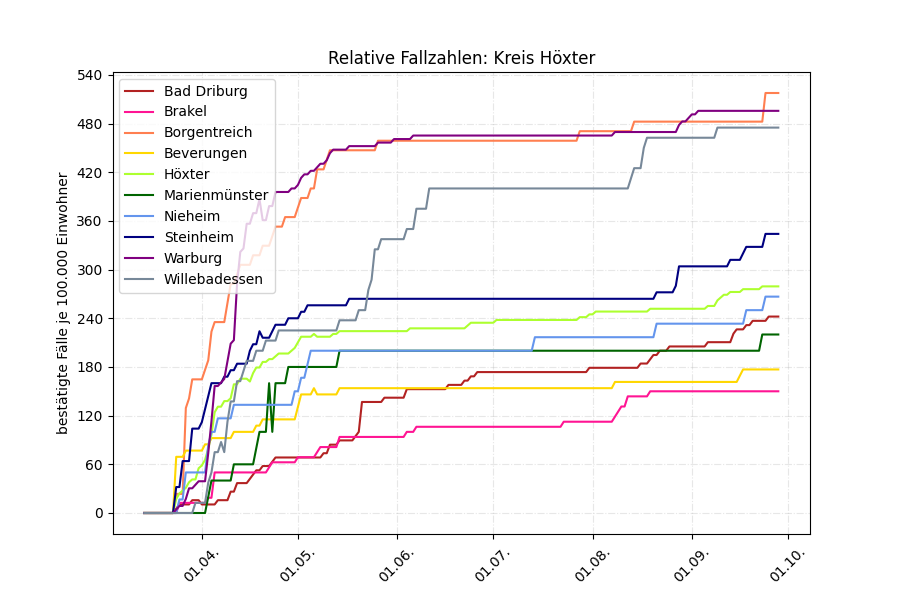 Relative Fallzahlen: Kreis Höxter
bestätigte Fälle je 100.000 Einwohner
540
480
420
360
300
240
180
120
60
0
Bad Driburg
Brakel
Borgentreich
Beverungen
Höxter
Marienmünster
Nieheim
Steinheim
Warburg
Willebadessen
01.04.
01.05.
01.06.
01.07.
01.08.
01.09.
01.10.